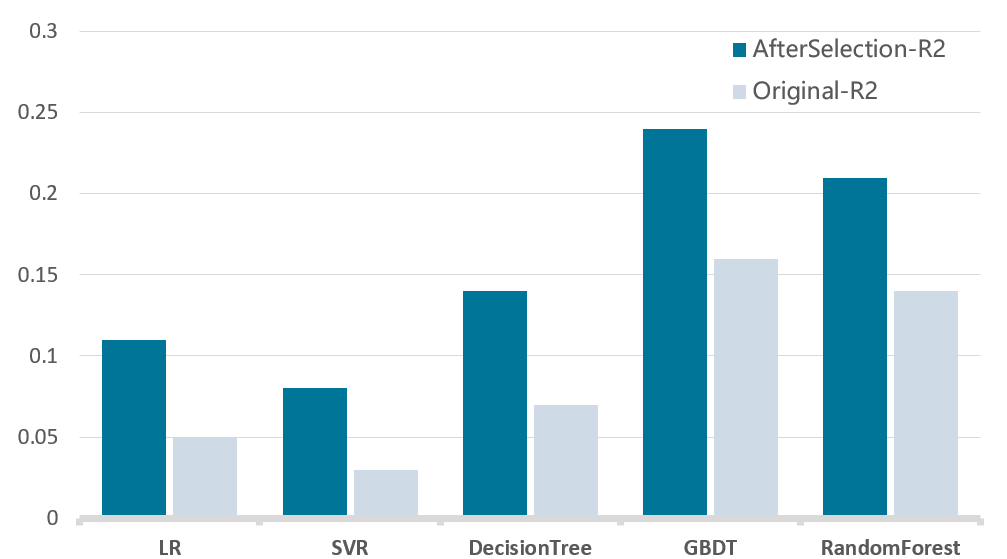 0.3
AfterSelection-R2
Original-R2
0.25
0.2
0.15
0.1
0.05
0
LR SVR DecisionTree GBDT RandomForest